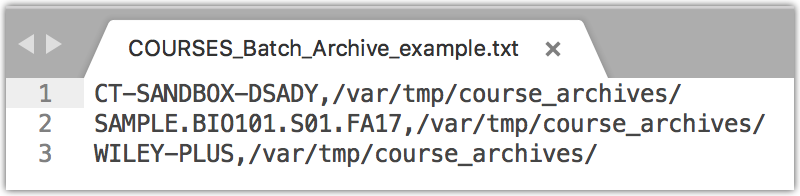 COURSES_Batch_Archive_example.txt ×
1 CT-SANDBOX-DSADY,/var/tmp/course_archives/
2 SAMPLE.BIO101.S01.FA17,/var/tmp/course_archives/
3 WILEY-PLUS,/var/tmp/course_archives/